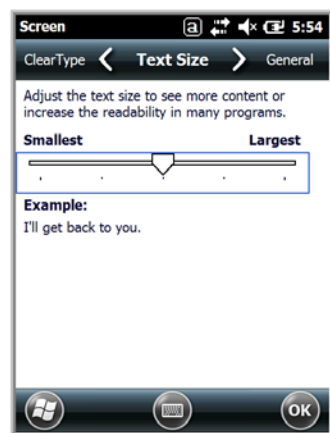 Screen a 5:54
ClearType Text Size General
Adjust the text size to see more content or
increase the readability in many programs.
Smallest Largest
Example:
I'll get back to you.
OK